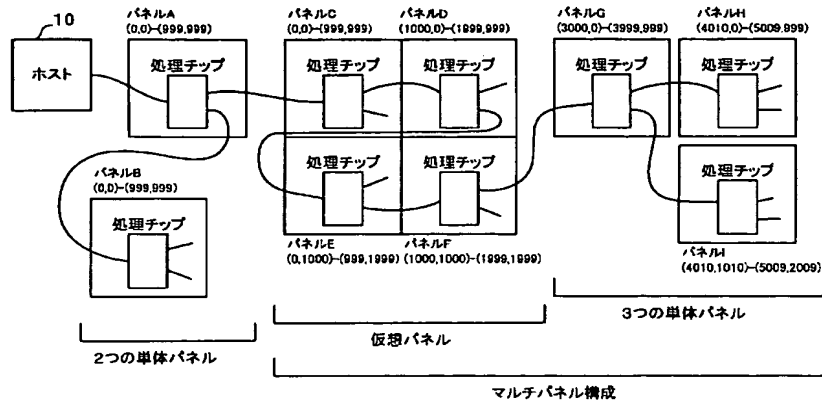 10
ホスト
パネルA
(0,0)-(999,999)
処理チップ
パネルB
(0,0)-(999,999)
処理チップ
パネルC
(0,0)-(999,999)
処理チップ
パネルD
(1000,0)-(1999,999)
処理チップ
処理チップ
パネルE
(0,1000)-(999,1999)
処理チップ
パネルF
(1000,1000)-(1999,1999)
パネルG
(3000,0)-(3999,999)
処理チップ
パネルH
(4010,0)-(5009,999)
処理チップ
処理チップ
パネルI
(4010,1010)-(5009,2009)
2つの単体パネル
仮想パネル
3つの単体パネル
マルチパネル構成